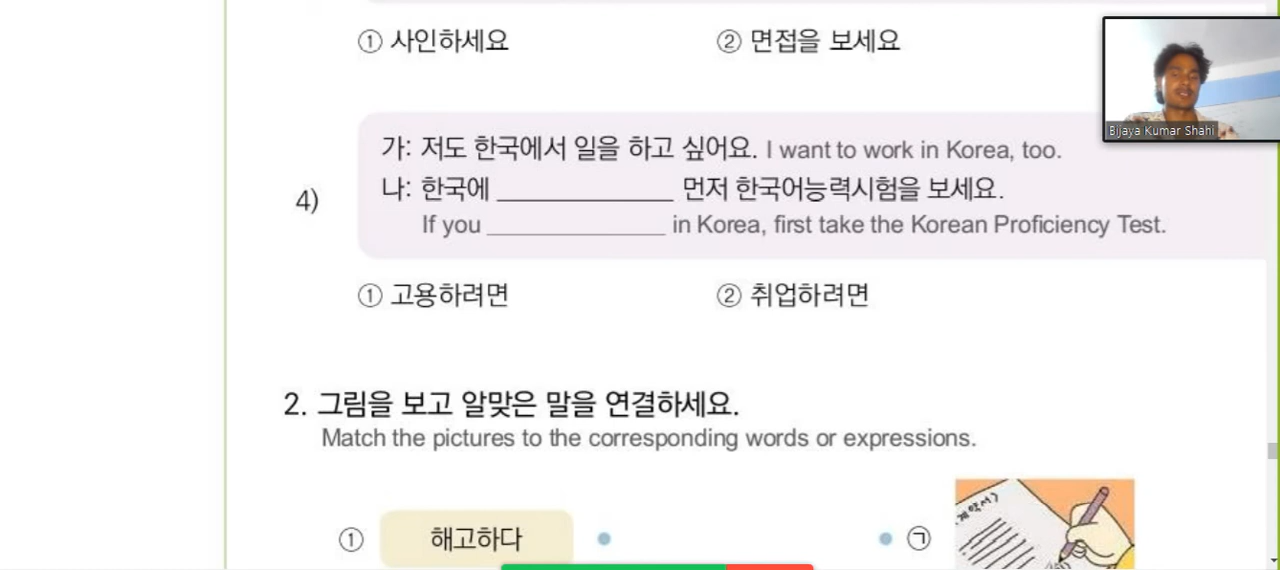 ① 사인하세요 ② 면접을 보세요
Bijaya Kumar Shahi
가: 저도 한국에서 일을 하고 싶어요. I want to work in Korea, too.
4)
나: 한국에 ____________ 먼저 한국어능력시험을 보세요.
If you ____________ in Korea, first take the Korean Proficiency Test.
① 고용하려면 ② 취업하려면
2. 그림을 보고 알맞은 말을 연결하세요.
Match the pictures to the corresponding words or expressions.
① 해고하다 ㉠
계약서